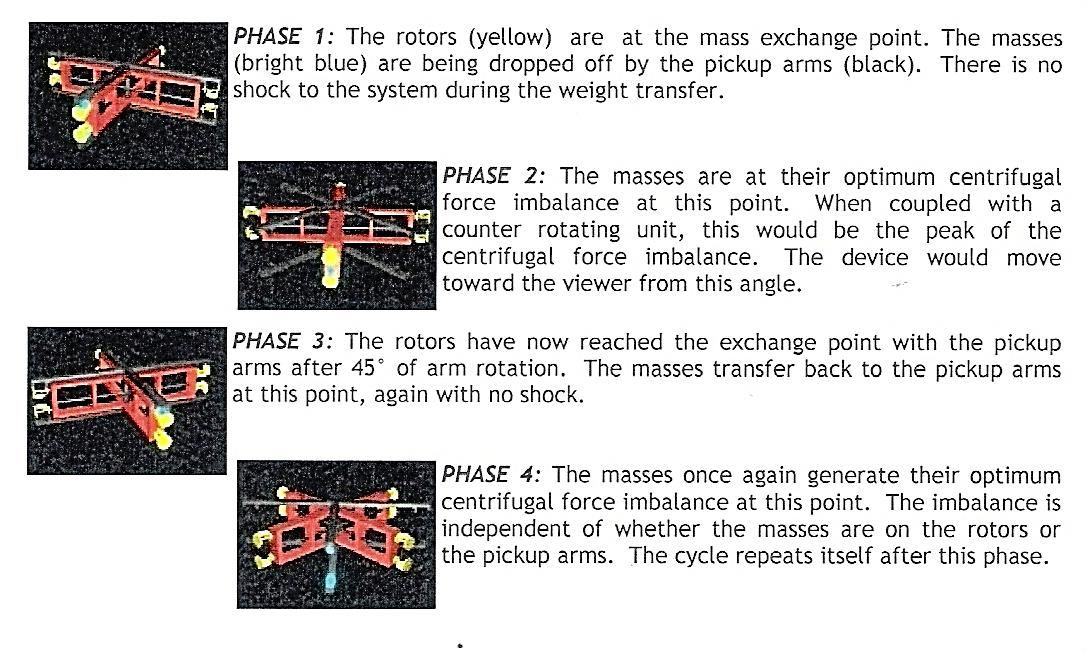 PHASE 1: The rotors (yellow) are at the mass exchange point. The masses
(bright blue) are being dropped off by the pickup arms (black). There is no
shock to the system during the weight transfer.
PHASE 2: The masses are at their optimum centrifugal
force imbalance at this point. When coupled with a
counter rotating unit, this would be the peak of the
centrifugal force imbalance. The device would move
toward the viewer from this angle.
PHASE 3: The rotors have now reached the exchange point with the pickup
arms after 45° of arm rotation. The masses transfer back to the pickup arms
at this point, again with no shock.
PHASE 4: The masses once again generate their optimum
centrifugal force imbalance at this point. The imbalance is
independent of whether the masses are on the rotors or
the pickup arms. The cycle repeats itself after this phase.